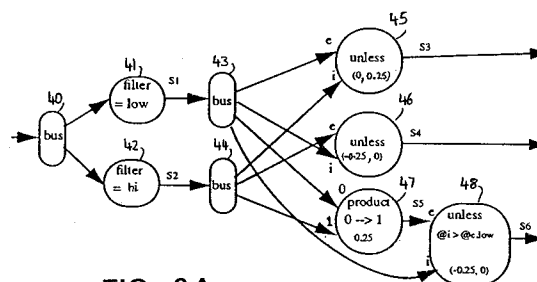 45
e
unless
(0, 0.25)
i
S3
41
filter
= low
S1
43
bus
40
bus
46
e
unless
(-0.25, 0)
i
S4
42
filter
= hi
S2
44
bus
0
1
47
product
0 --> 1
0.25
S5
48
e
unless
@i > @e.low
i
(-0.25, 0)
S6